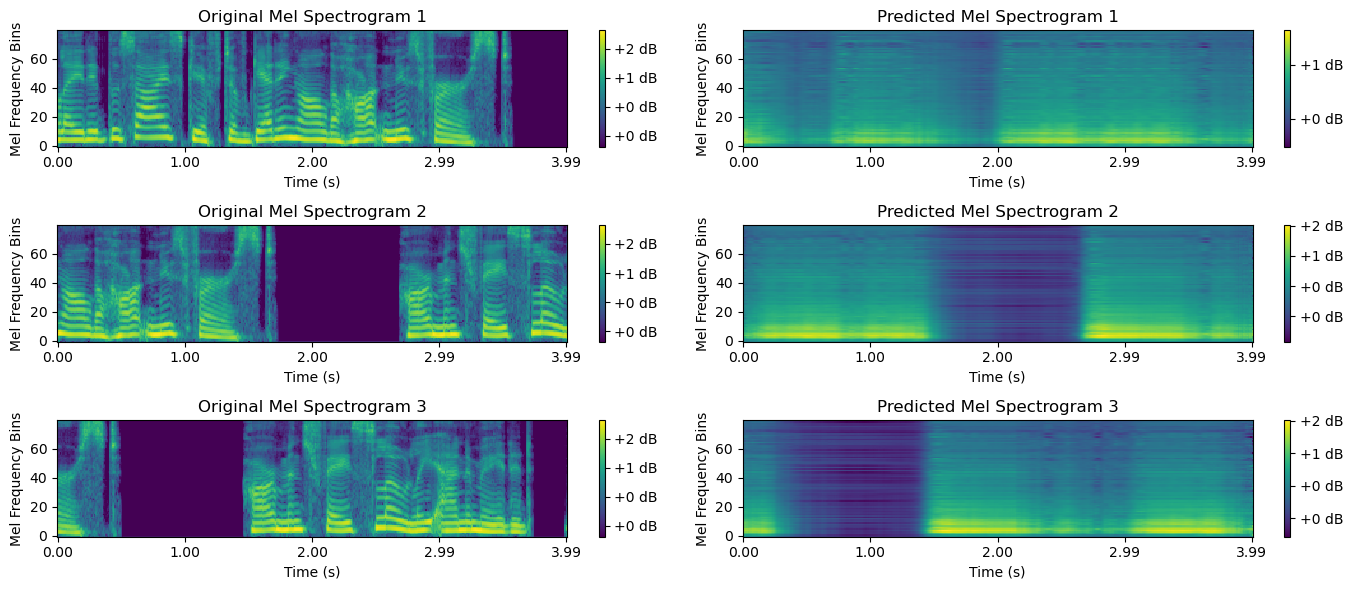 Original Mel Spectrogram 1
Mel Frequency Bins
60
40
20
0
0.00 1.00 2.00 2.99 3.99
Time (s)
+2 dB
+1 dB
+0 dB
+0 dB
Predicted Mel Spectrogram 1
Mel Frequency Bins
60
40
20
0
0.00 1.00 2.00 2.99 3.99
Time (s)
+1 dB
+0 dB
Original Mel Spectrogram 2
Mel Frequency Bins
60
40
20
0
0.00 1.00 2.00 2.99 3.99
Time (s)
+2 dB
+1 dB
+0 dB
+0 dB
Predicted Mel Spectrogram 2
Mel Frequency Bins
60
40
20
0
0.00 1.00 2.00 2.99 3.99
Time (s)
+2 dB
+1 dB
+0 dB
+0 dB
Original Mel Spectrogram 3
Mel Frequency Bins
60
40
20
0
0.00 1.00 2.00 2.99 3.99
Time (s)
+2 dB
+1 dB
+0 dB
+0 dB
Predicted Mel Spectrogram 3
Mel Frequency Bins
60
40
20
0
0.00 1.00 2.00 2.99 3.99
Time (s)
+2 dB
+1 dB
+0 dB
+0 dB